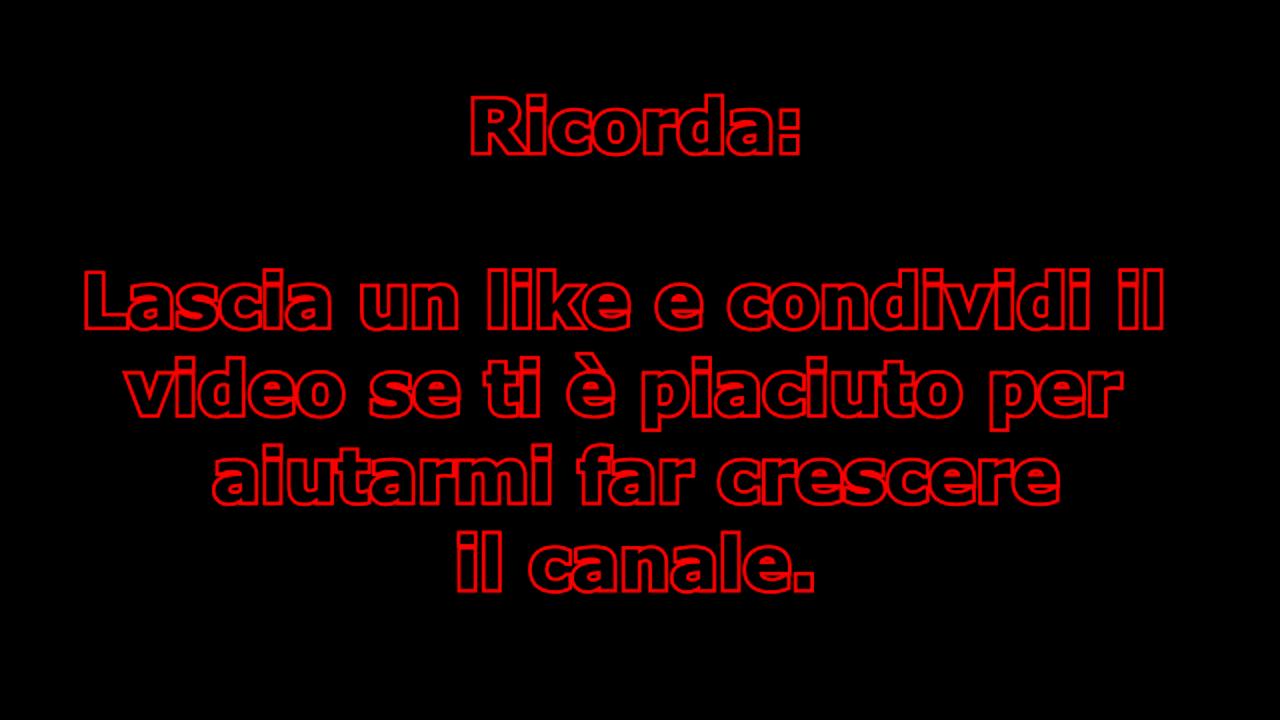 Ricorda:
Lascia un like e condividi il
video se ti è piaciuto per
aiutarmi far crescere
il canale.